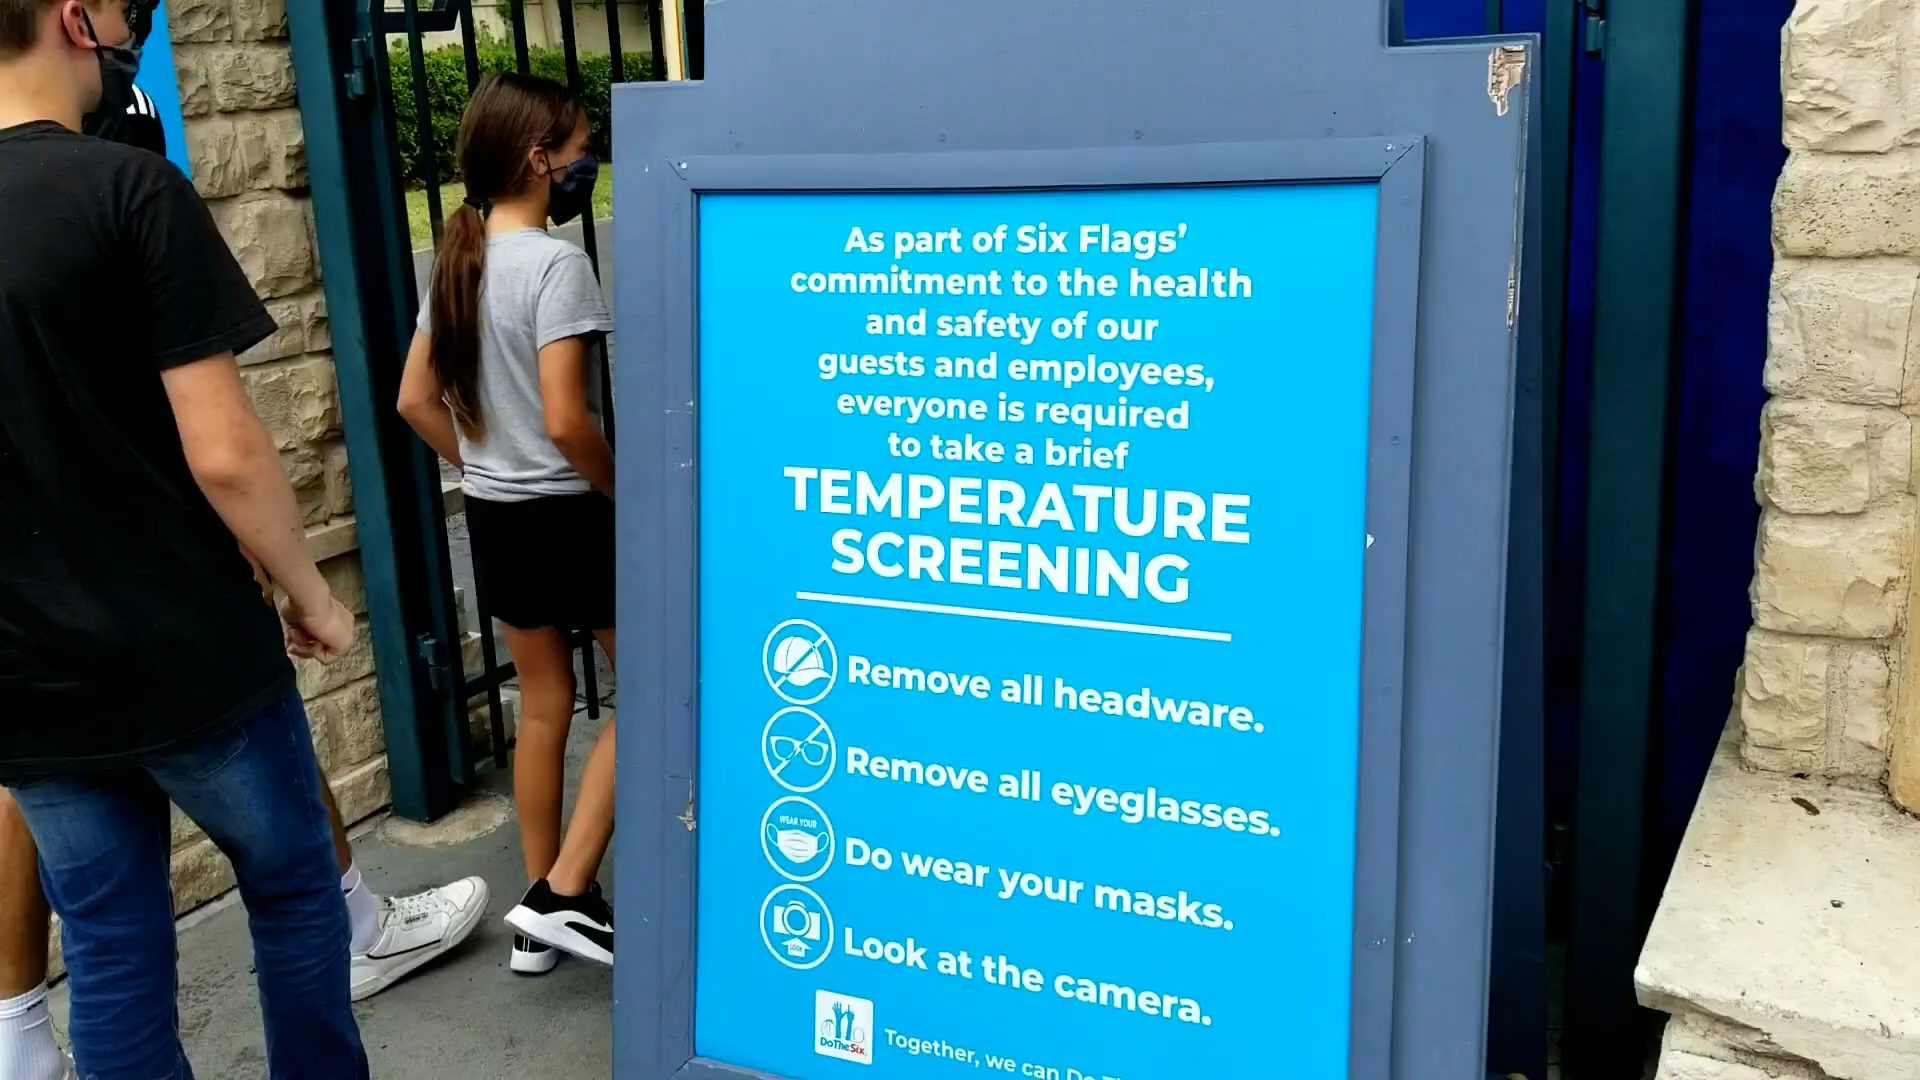 As part of Six Flags’
commitment to the health
and safety of our
guests and employees,
everyone is required
to take a brief
TEMPERATURE
SCREENING
Remove all headware.
Remove all eyeglasses.
WEAR YOUR
Do wear your masks.
LOOK
Look at the camera.
DoTheSix
Together, we can Do